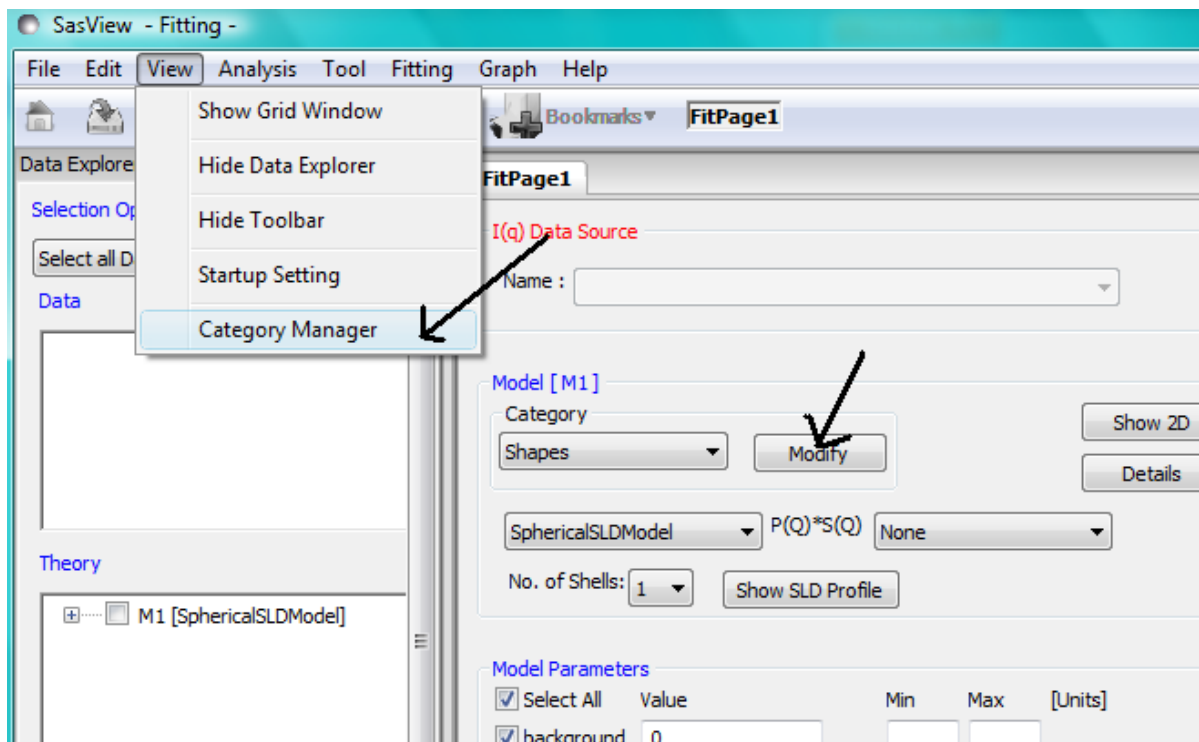 SasView - Fitting -
File Edit View Analysis Tool Fitting Graph Help
Show Grid Window
Hide Data Explorer
Hide Toolbar
Startup Setting
Category Manager
Bookmarks FitPage1
Data Explore
Selection Op
Select all D
Data
Theory
M1 [SphericalSLDModel]
FitPage1
I(q) Data Source
Name :
Model [M1]
Category
Shapes Modify
Show 2D
Details
SphericalSLDModel P(Q)*S(Q) None
No. of Shells: 1 Show SLD Profile
Model Parameters
Select All Value Min Max [Units]
background 0